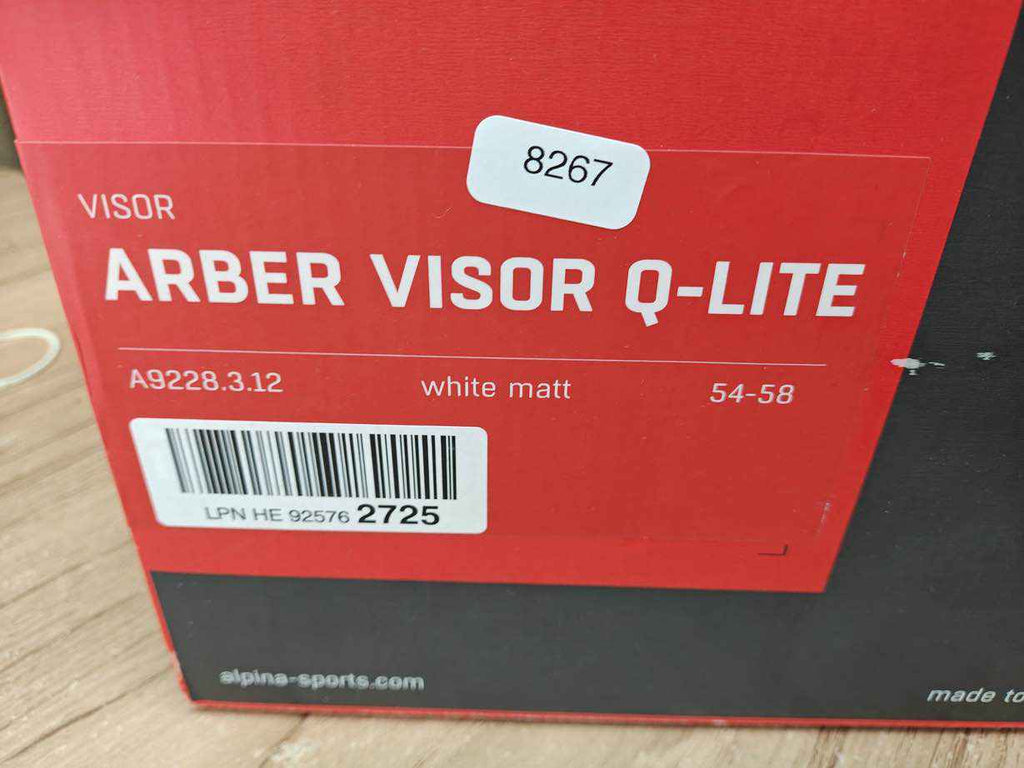 8267
VISOR
ARBER VISOR Q-LITE
A9228.3.12 white matt 54-58
LPN HE 92576 2725
alpina-sports.com
made to